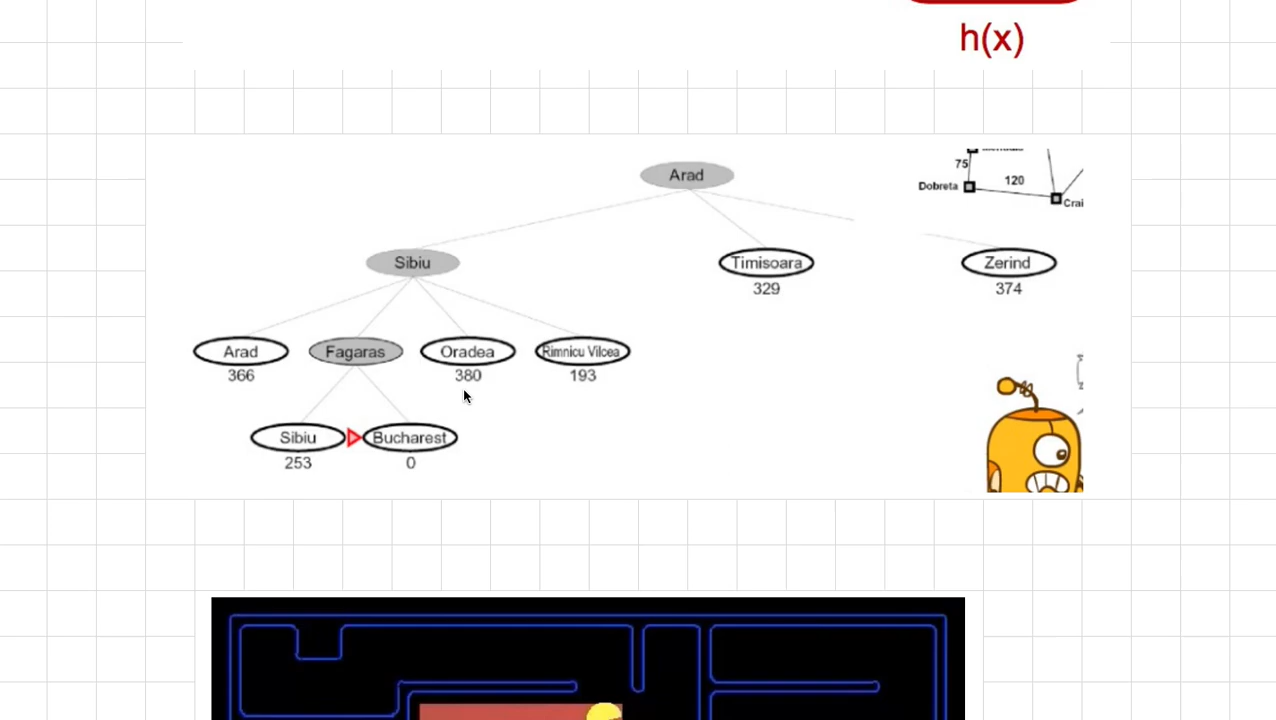 h(x)
Arad
75
120
Dobreta
Crai
Sibiu
Timisoara
Zerind
329
374
Arad
Fagaras
Oradea
Rimnicu Vilcea
366
380
193
Sibiu
Bucharest
253
0